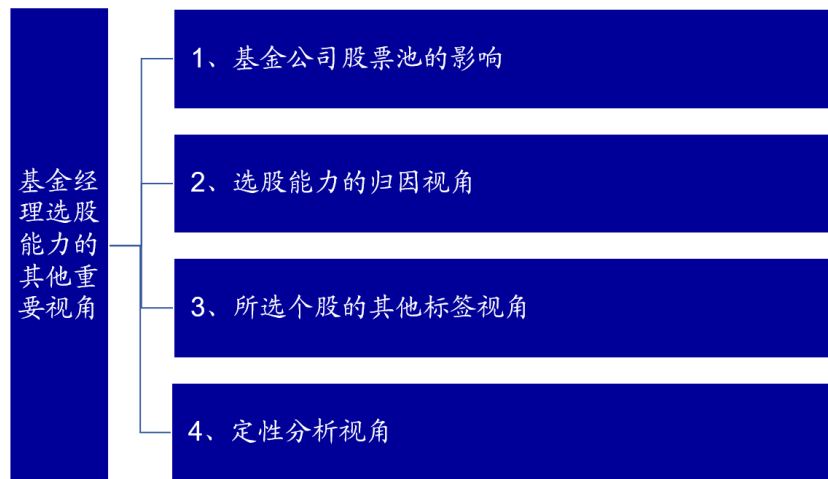 基金经
理选股
能力的
其他重
要视角
1、基金公司股票池的影响
2、选股能力的归因视角
3、所选个股的其他标签视角
4、定性分析视角